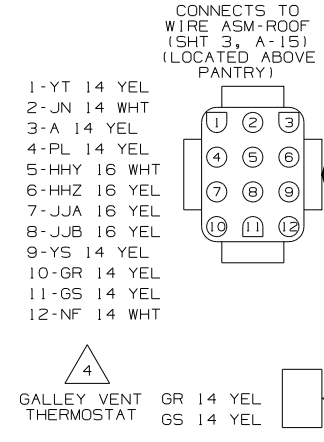 CONNECTS TO
WIRE ASM-ROOF
(SHT 3, A-15)
(LOCATED ABOVE
PANTRY)
1-YT 14 YEL
2-JN 14 WHT
3-A 14 YEL
4-PL 14 YEL
5-HHY 16 WHT
6-HHZ 16 YEL
7-JJA 16 YEL
8-JJB 16 YEL
9-YS 14 YEL
10-GR 14 YEL
11-GS 14 YEL
12-NF 14 WHT
1 2 3
4 5 6
7 8 9
10 11 12
4
GALLEY VENT
THERMOSTAT
GR 14 YEL
GS 14 YEL